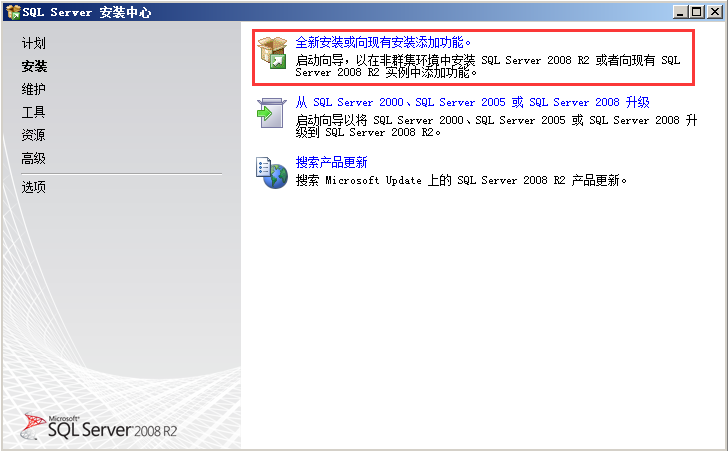 SQL Server 安装中心
计划
安装
维护
工具
资源
高级
选项
全新安装或向现有安装添加功能。
启动向导，以在非群集环境中安装 SQL Server 2008 R2 或者向现有 SQL
Server 2008 R2 实例中添加功能。
从 SQL Server 2000、SQL Server 2005 或 SQL Server 2008 升级
启动向导以将 SQL Server 2000、SQL Server 2005 或 SQL Server 2008 升
级到 SQL Server 2008 R2。
搜索产品更新
搜索 Microsoft Update 上的 SQL Server 2008 R2 产品更新。
Microsoft®
SQL Server 2008 R2